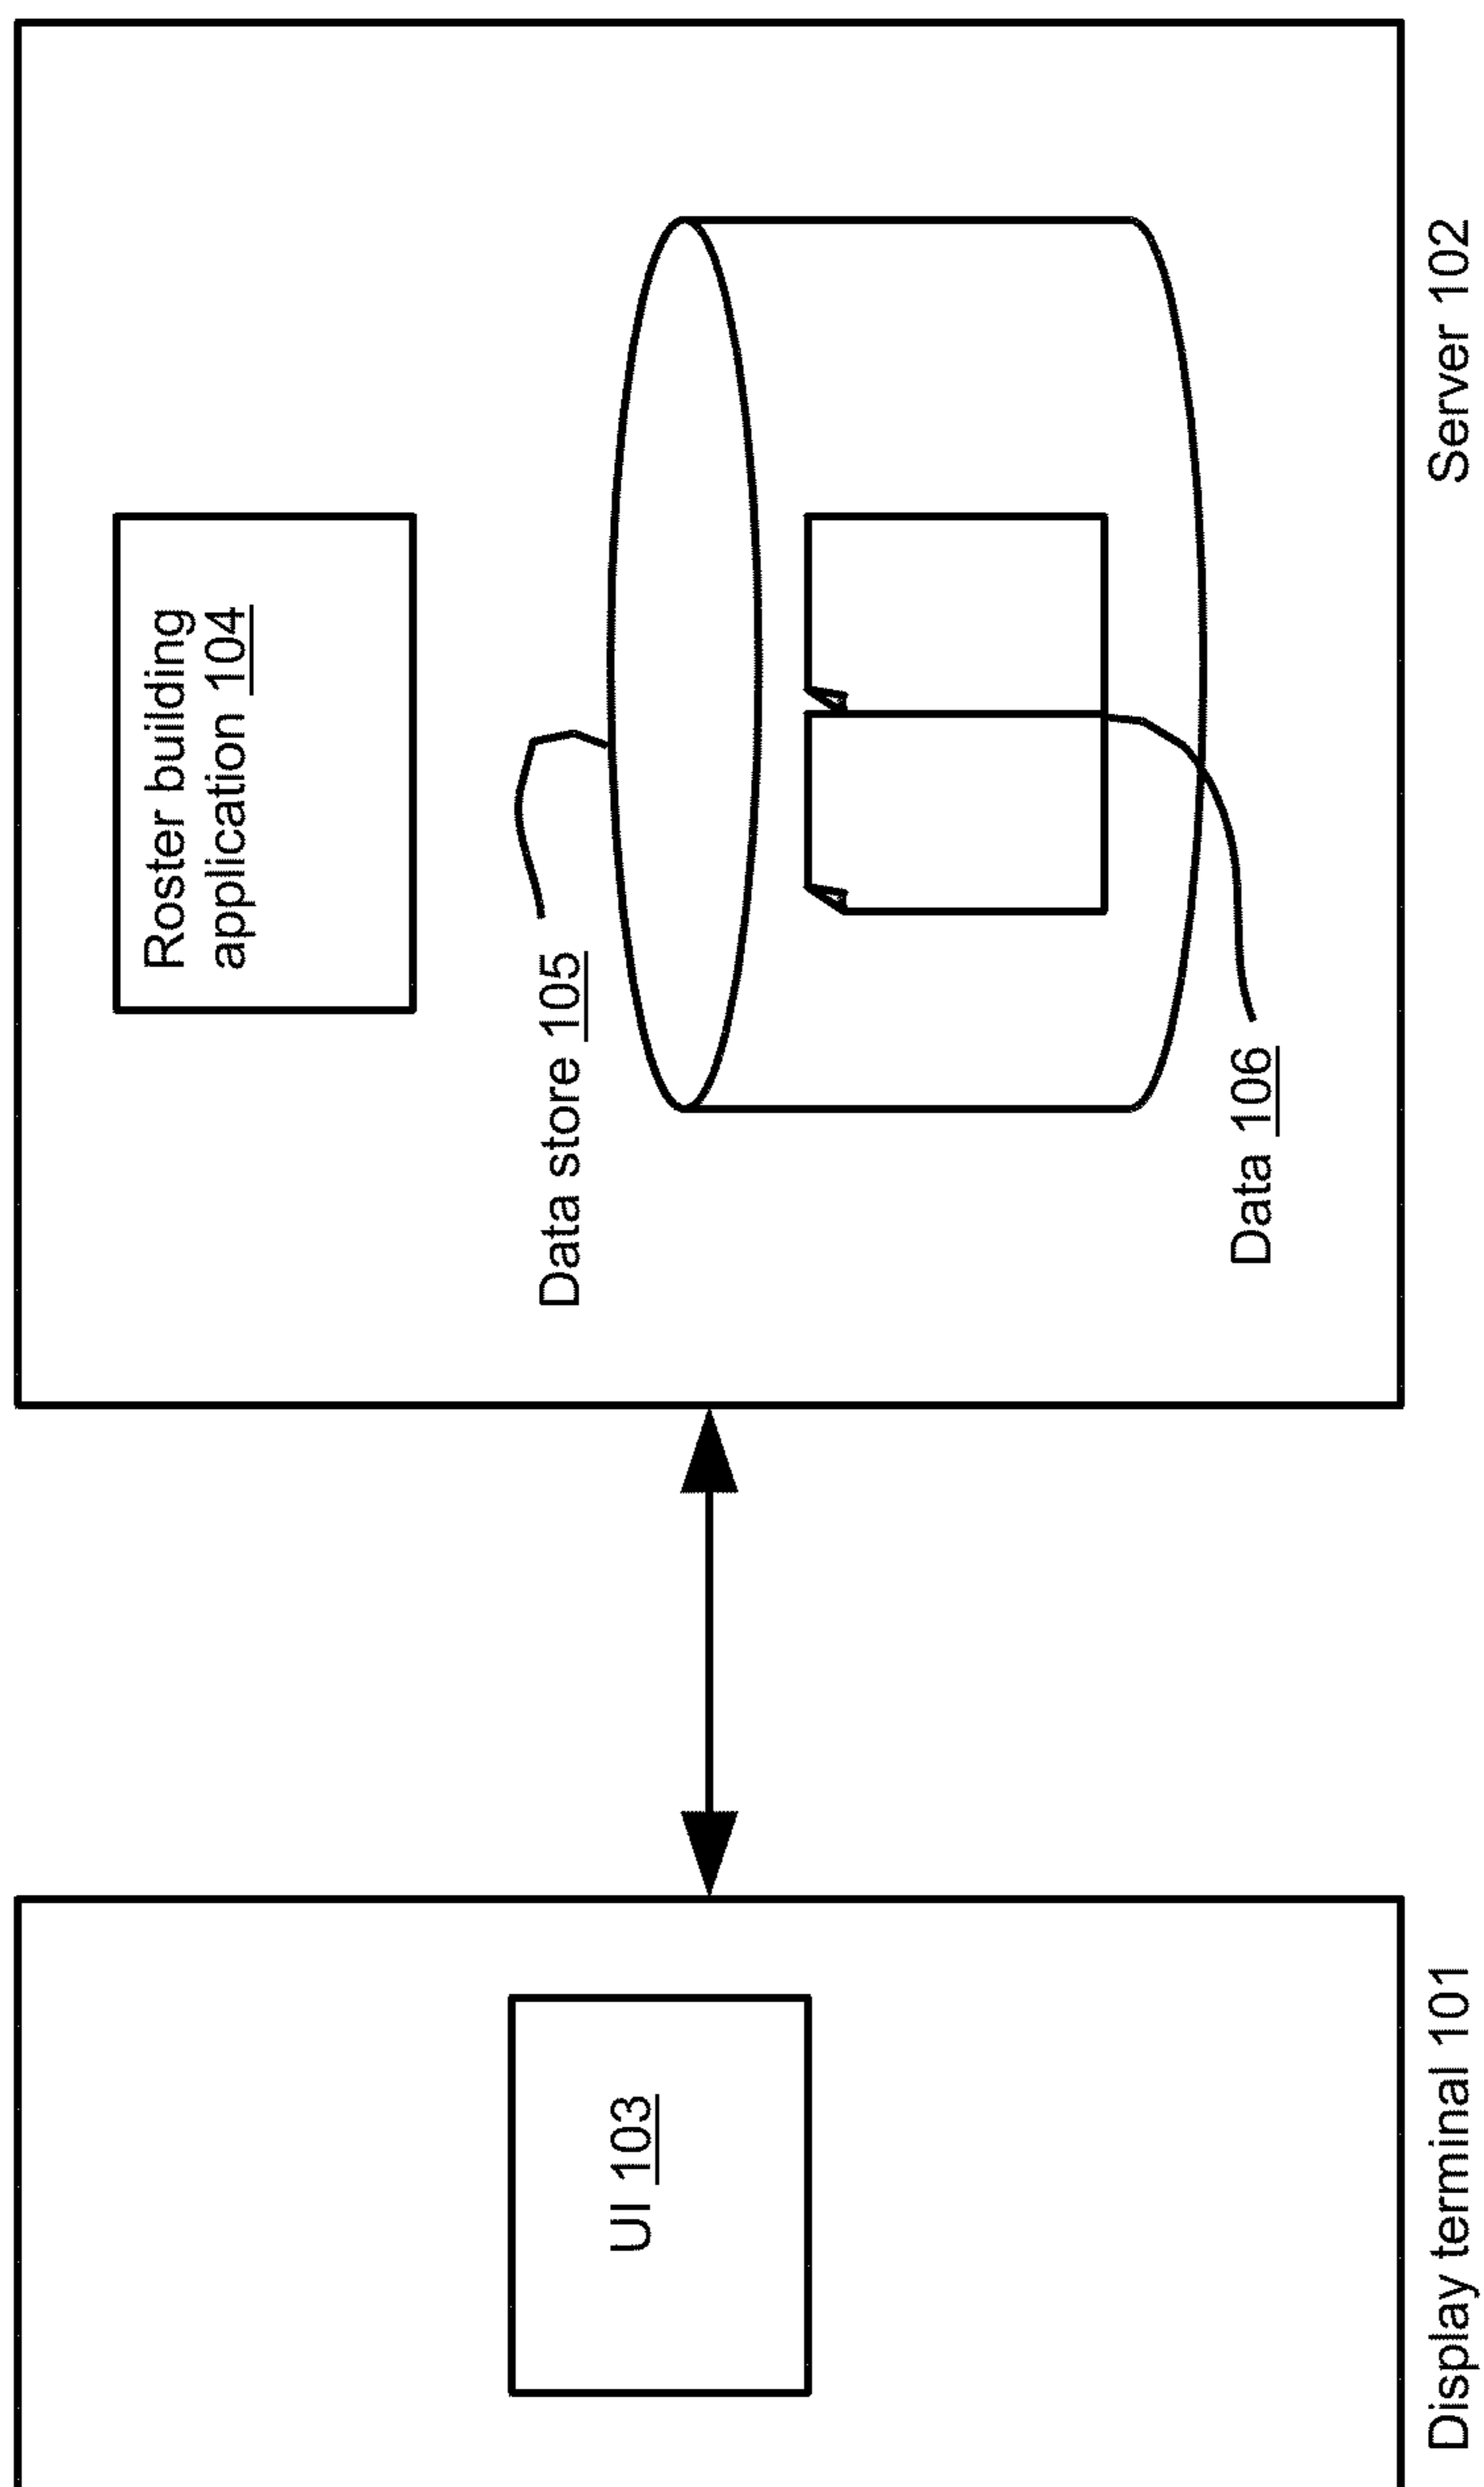 Roster building
application 104
Data store 105
UI 103
Data 106
Display terminal 101
Server 102